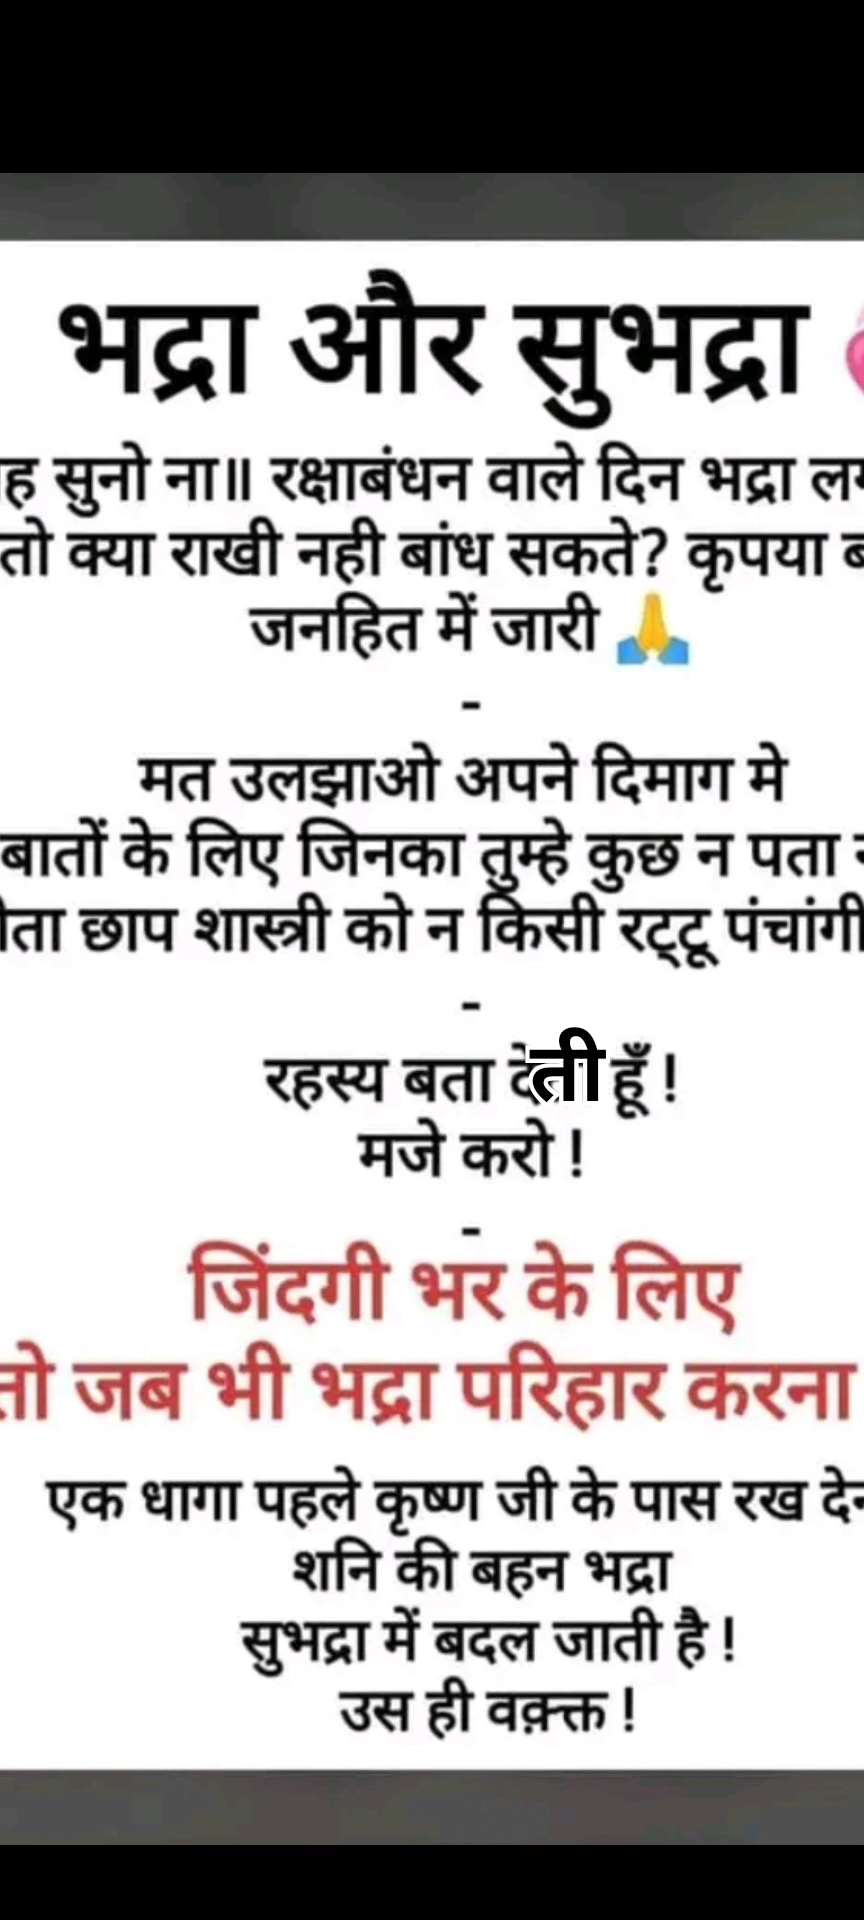 भद्रा और सुभद्रा
सुनो ना॥ रक्षाबंधन वाले दिन भद्रा
तो क्या राखी नही बांध सकते? कृपया
जनहित में जारी 🙏
-
मत उलझाओ अपने दिमाग मे
बातों के लिए जिनका तुम्हे कुछ न पता
छाप शास्त्री को न किसी रट्टू पंचांगी
-
रहस्य बता देती हूँ !
मजे करो !
-
जिंदगी भर के लिए
तो जब भी भद्रा परिहार करना
एक धागा पहले कृष्ण जी के पास रख
शनि की बहन भद्रा
सुभद्रा में बदल जाती है !
उस ही वक़्क्त !